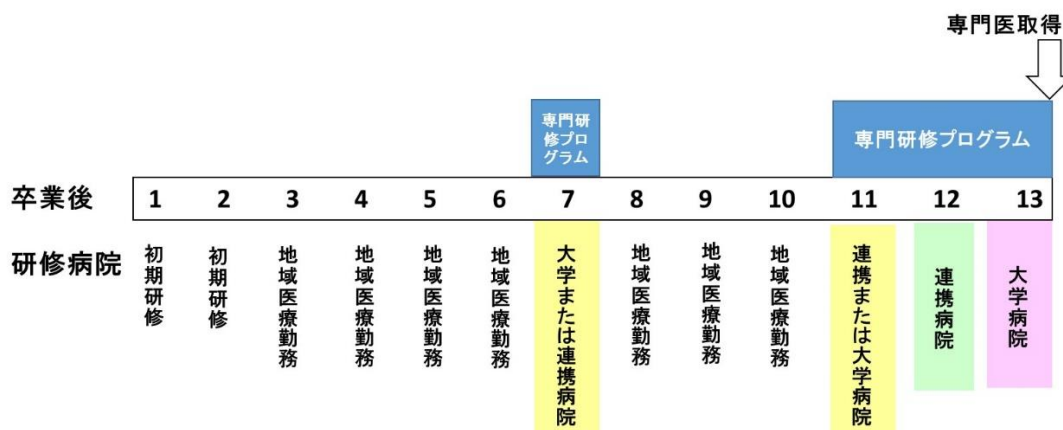 専門医取得
専門研
修プロ
グラム
専門研修プログラム
卒業後 1 2 3 4 5 6 7 8 9 10 11 12 13
研修病院
初期研修
初期研修
地域医療勤務
地域医療勤務
地域医療勤務
地域医療勤務
大学または連携病院
地域医療勤務
地域医療勤務
地域医療勤務
連携または大学病院
連携病院
大学病院